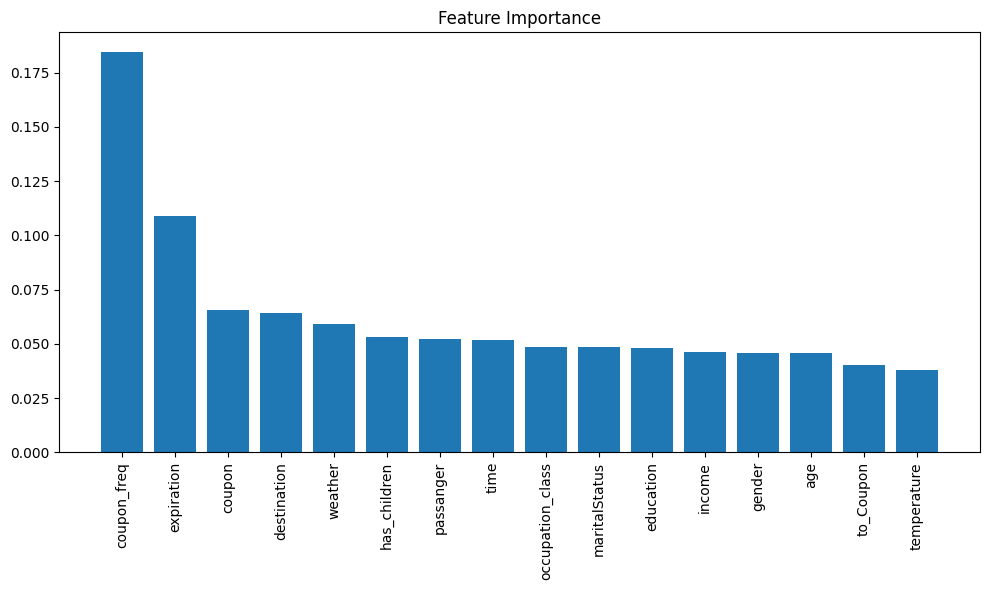 Feature Importance
0.175
0.150
0.125
0.100
0.075
0.050
0.025
0.000
coupon_freq
expiration
coupon
destination
weather
has_children
passanger
time
occupation_class
maritalStatus
education
income
gender
age
to_Coupon
temperature